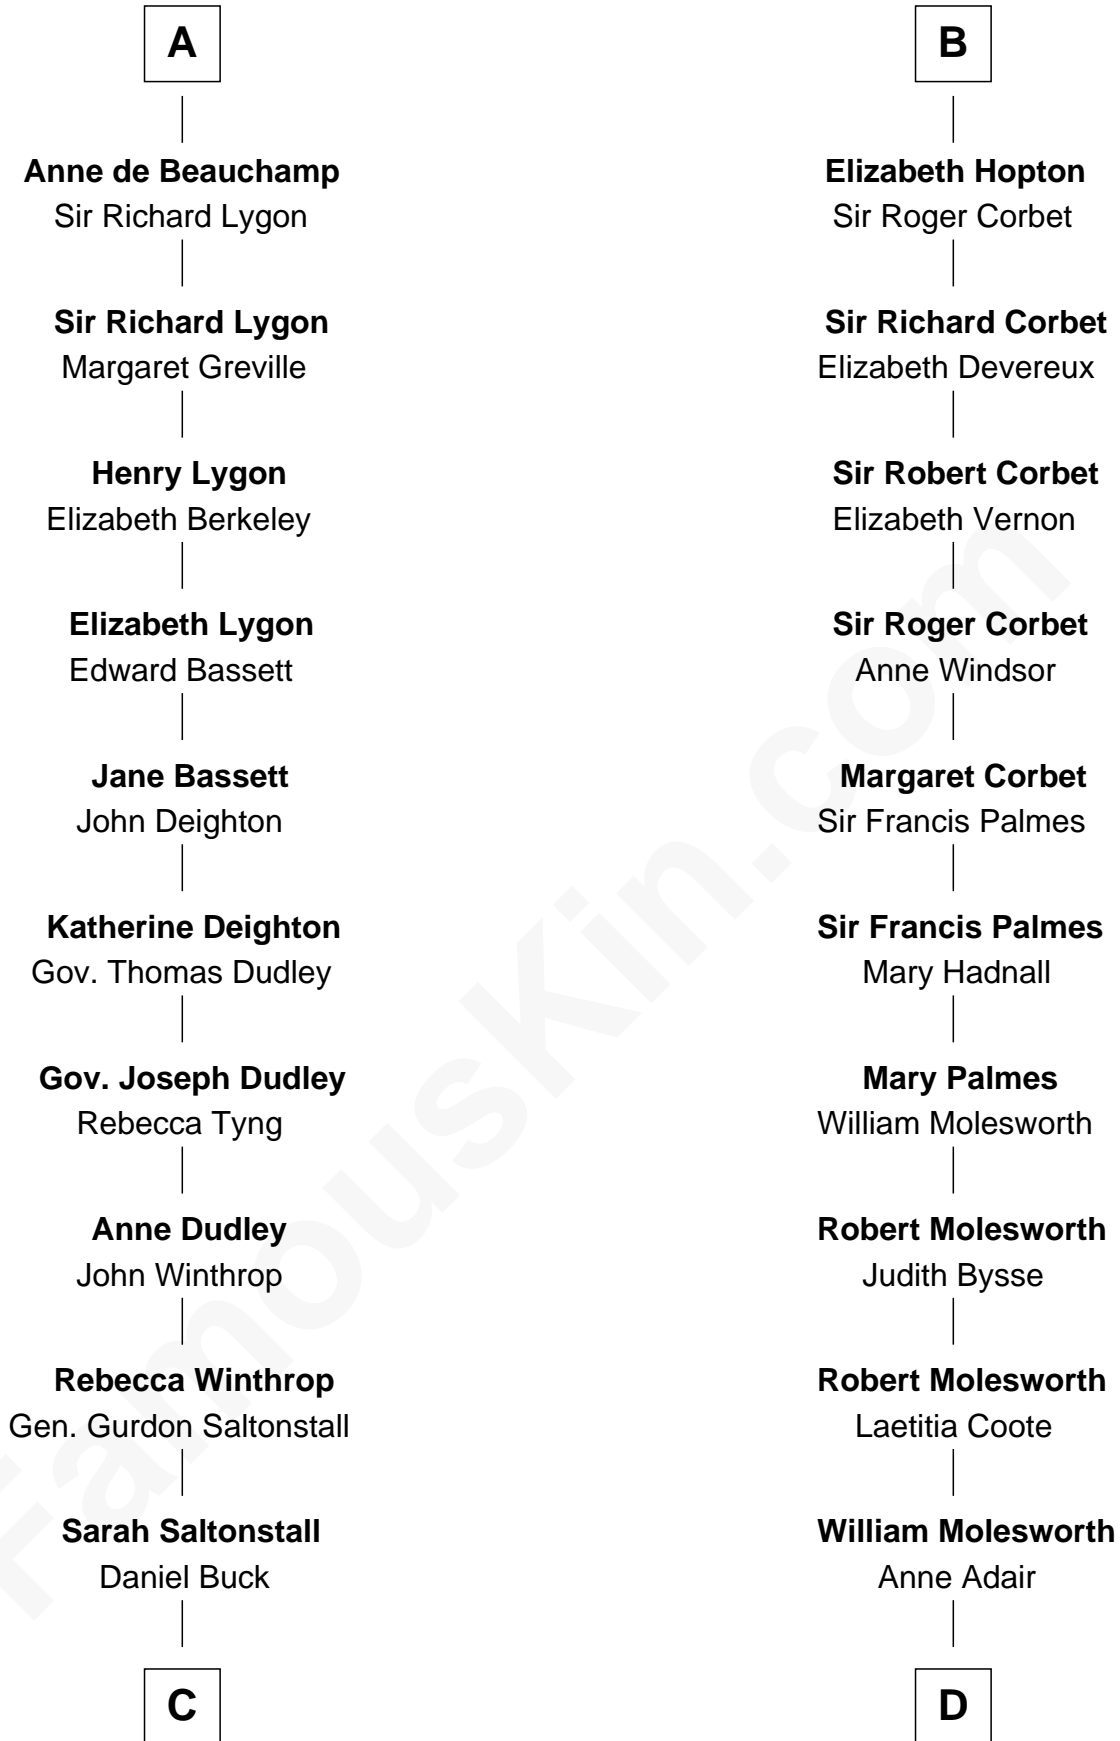 A
Anne de Beauchamp
Sir Richard Lygon
Sir Richard Lygon
Margaret Greville
Henry Lygon
Elizabeth Berkeley
Elizabeth Lygon
Edward Bassett
Jane Bassett
John Deighton
Katherine Deighton
Gov. Thomas Dudley
Gov. Joseph Dudley
Rebecca Tyng
Anne Dudley
John Winthrop
Rebecca Winthrop
Gen. Gurdon Saltonstall
Sarah Saltonstall
Daniel Buck
C
B
Elizabeth Hopton
Sir Roger Corbet
Sir Richard Corbet
Elizabeth Devereux
Sir Robert Corbet
Elizabeth Vernon
Sir Roger Corbet
Anne Windsor
Margaret Corbet
Sir Francis Palmes
Sir Francis Palmes
Mary Hadnall
Mary Palmes
William Molesworth
Robert Molesworth
Judith Bysse
Robert Molesworth
Laetitia Coote
William Molesworth
Anne Adair
D
FamousKin.com